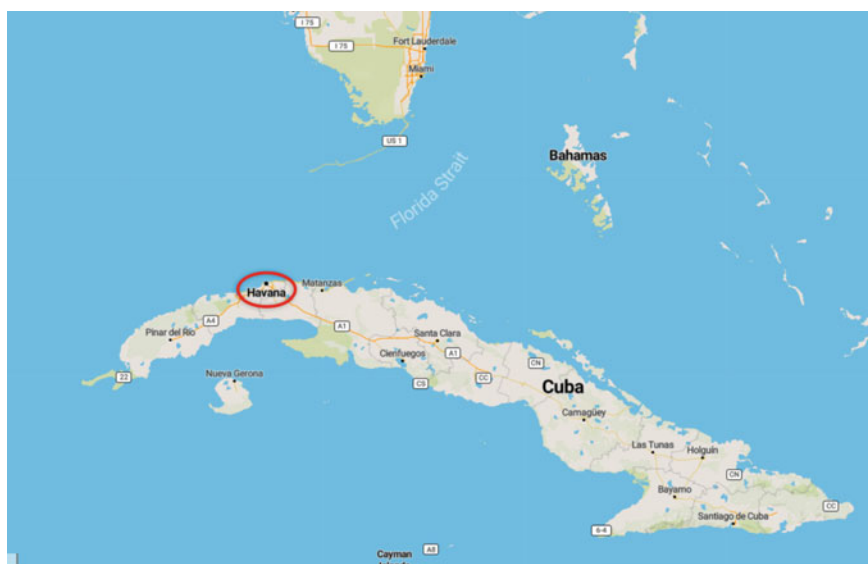 I 75
I 75
Fort Lauderdale
Miami
US 1
Bahamas
Florida Strait
Havana
Matanzas
A4
Pinar del Río
A1
Santa Clara
Cienfuegos
A1
CN
22
Nueva Gerona
CS
CC
Cuba
Camagüey
Las Tunas
Holguín
CN
Bayamo
CC
Santiago de Cuba
6-4
Cayman
A8